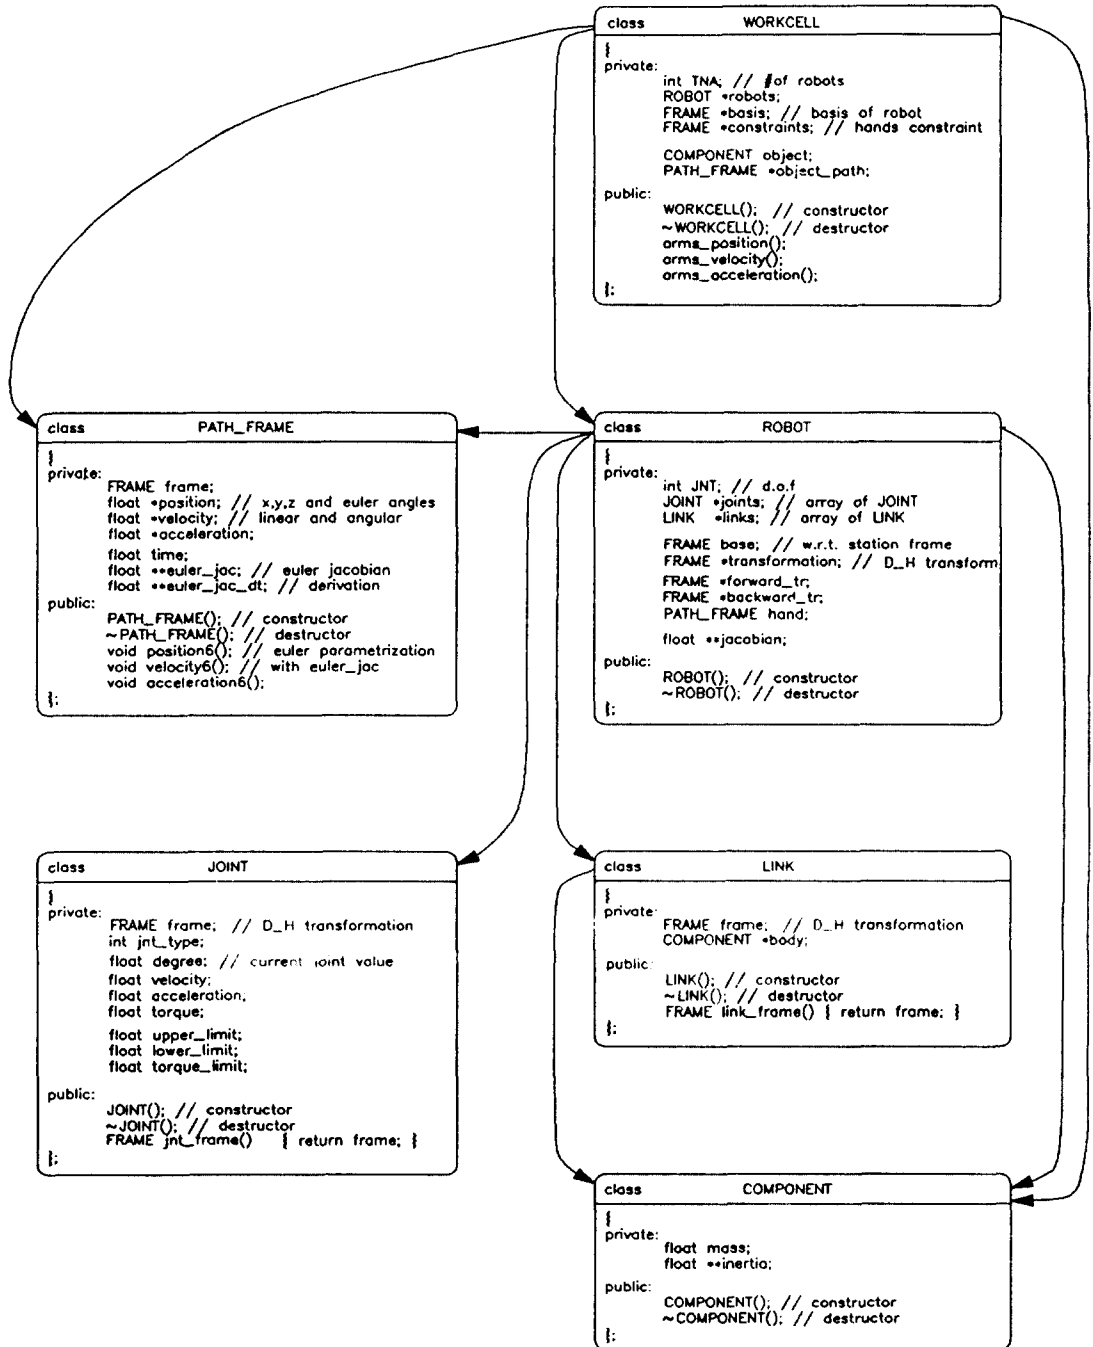 class WORKCELL
{
private:
int TNA; // #of robots
ROBOT *robots;
FRAME *basis; // basis of robot
FRAME *constraints; // hands constraint
COMPONENT object;
PATH_FRAME *object_path;
public:
WORKCELL(); // constructor
~WORKCELL(); // destructor
arms_position();
arms_velocity();
arms_acceleration();
};
class PATH_FRAME
{
private:
FRAME frame;
float *position; // x,y,z and euler angles
float *velocity; // linear and angular
float *acceleration;
float time;
float **euler_jac; // euler jacobian
float **euler_jac_dt; // derivation
public:
PATH_FRAME(); // constructor
~PATH_FRAME(); // destructor
void position6(); // euler parametrization
void velocity6(); // with euler_jac
void acceleration6();
};
class ROBOT
{
private:
int JNT; // d.o.f
JOINT *joints; // array of JOINT
LINK *links; // array of LINK
FRAME base; // w.r.t. station frame
FRAME *transformation; // D_H transform
FRAME *forward_tr;
FRAME *backward_tr;
PATH_FRAME hand;
float **jacobian;
public:
ROBOT(); // constructor
~ROBOT(); // destructor
};
class JOINT
{
private:
FRAME frame; // D_H transformation
int jnt_type;
float degree; // current joint value
float velocity;
float acceleration;
float torque;
float upper_limit;
float lower_limit;
float torque_limit;
public:
JOINT(); // constructor
~JOINT(); // destructor
FRAME jnt_frame() { return frame; }
};
class LINK
{
private:
FRAME frame; // D_H transformation
COMPONENT *body;
public:
LINK(); // constructor
~LINK(); // destructor
FRAME link_frame() { return frame; }
};
class COMPONENT
{
private:
float mass;
float **inertia;
public:
COMPONENT(); // constructor
~COMPONENT(); // destructor
};